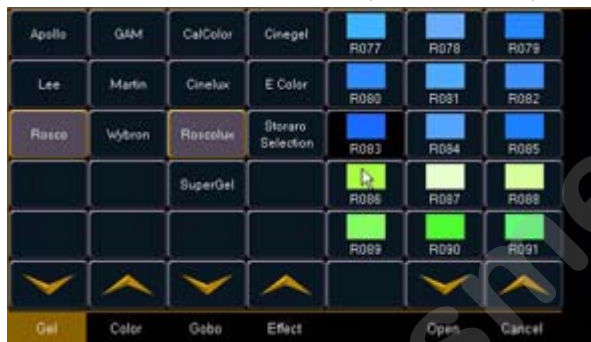 Apollo GAM CalColor Cinegel R077 R078 R079
Lee Martin Cinelux E Color R080 R081 R082
Rosco Wybron Roscolux Storaro Selection R083 R084 R085
SuperGel R086 R087 R088
R089 R090 R091
Gel Color Gobo Effect Open Cancel